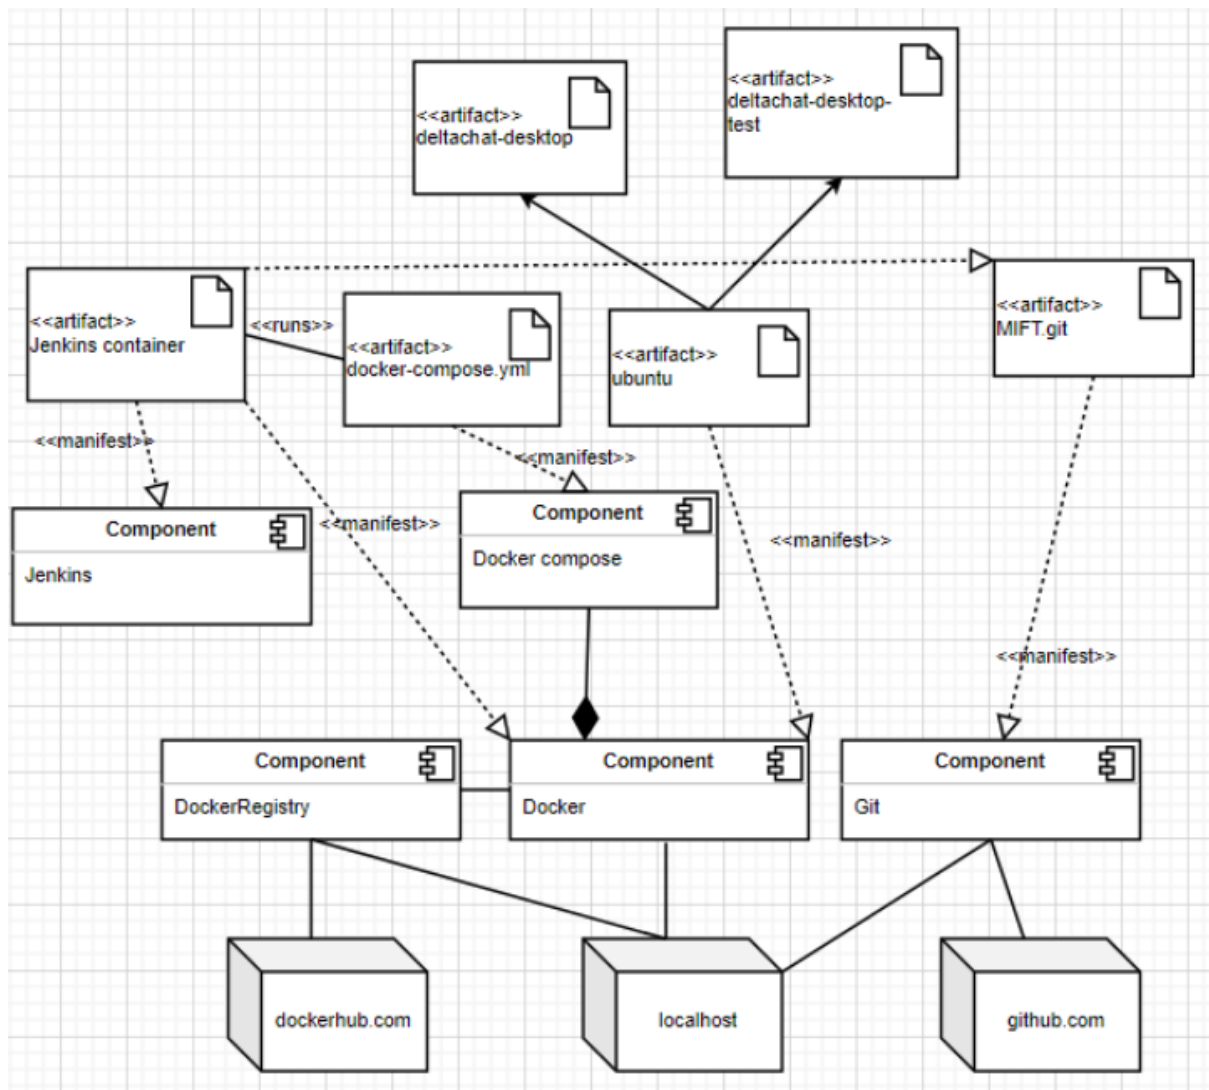 <<artifact>>
deltachat-desktop
<<artifact>>
deltachat-desktop-
test
<<artifact>>
Jenkins container
<<runs>>
<<artifact>>
docker-compose.yml
<<artifact>>
ubuntu
<<artifact>>
MIFT.git
<<manifest>>
<<manifest>>
<<manifest>>
<<manifest>>
<<manifest>>
Component
Jenkins
Component
Docker compose
Component
DockerRegistry
Component
Docker
Component
Git
dockerhub.com
localhost
github.com